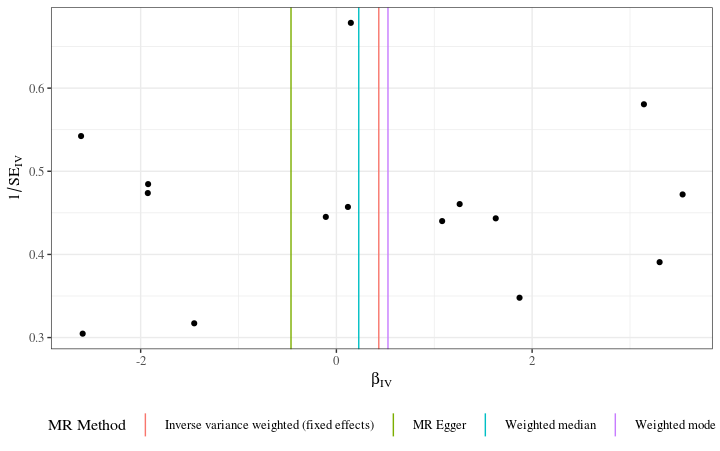 1/SE_IV
0.6
0.5
0.4
0.3
-2 0 2
β_IV
MR Method Inverse variance weighted (fixed effects) MR Egger Weighted median Weighted mode